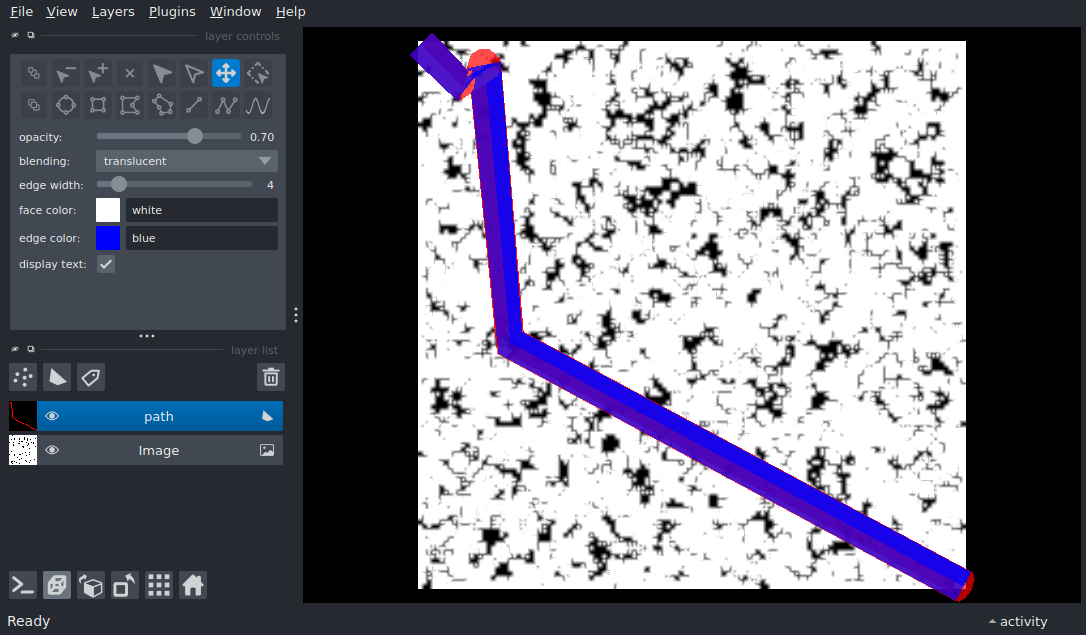 File View Layers Plugins Window Help
layer controls
opacity: 0.70
blending: translucent
edge width: 4
face color: white
edge color: blue
display text:
layer list
path
Image
Ready
activity